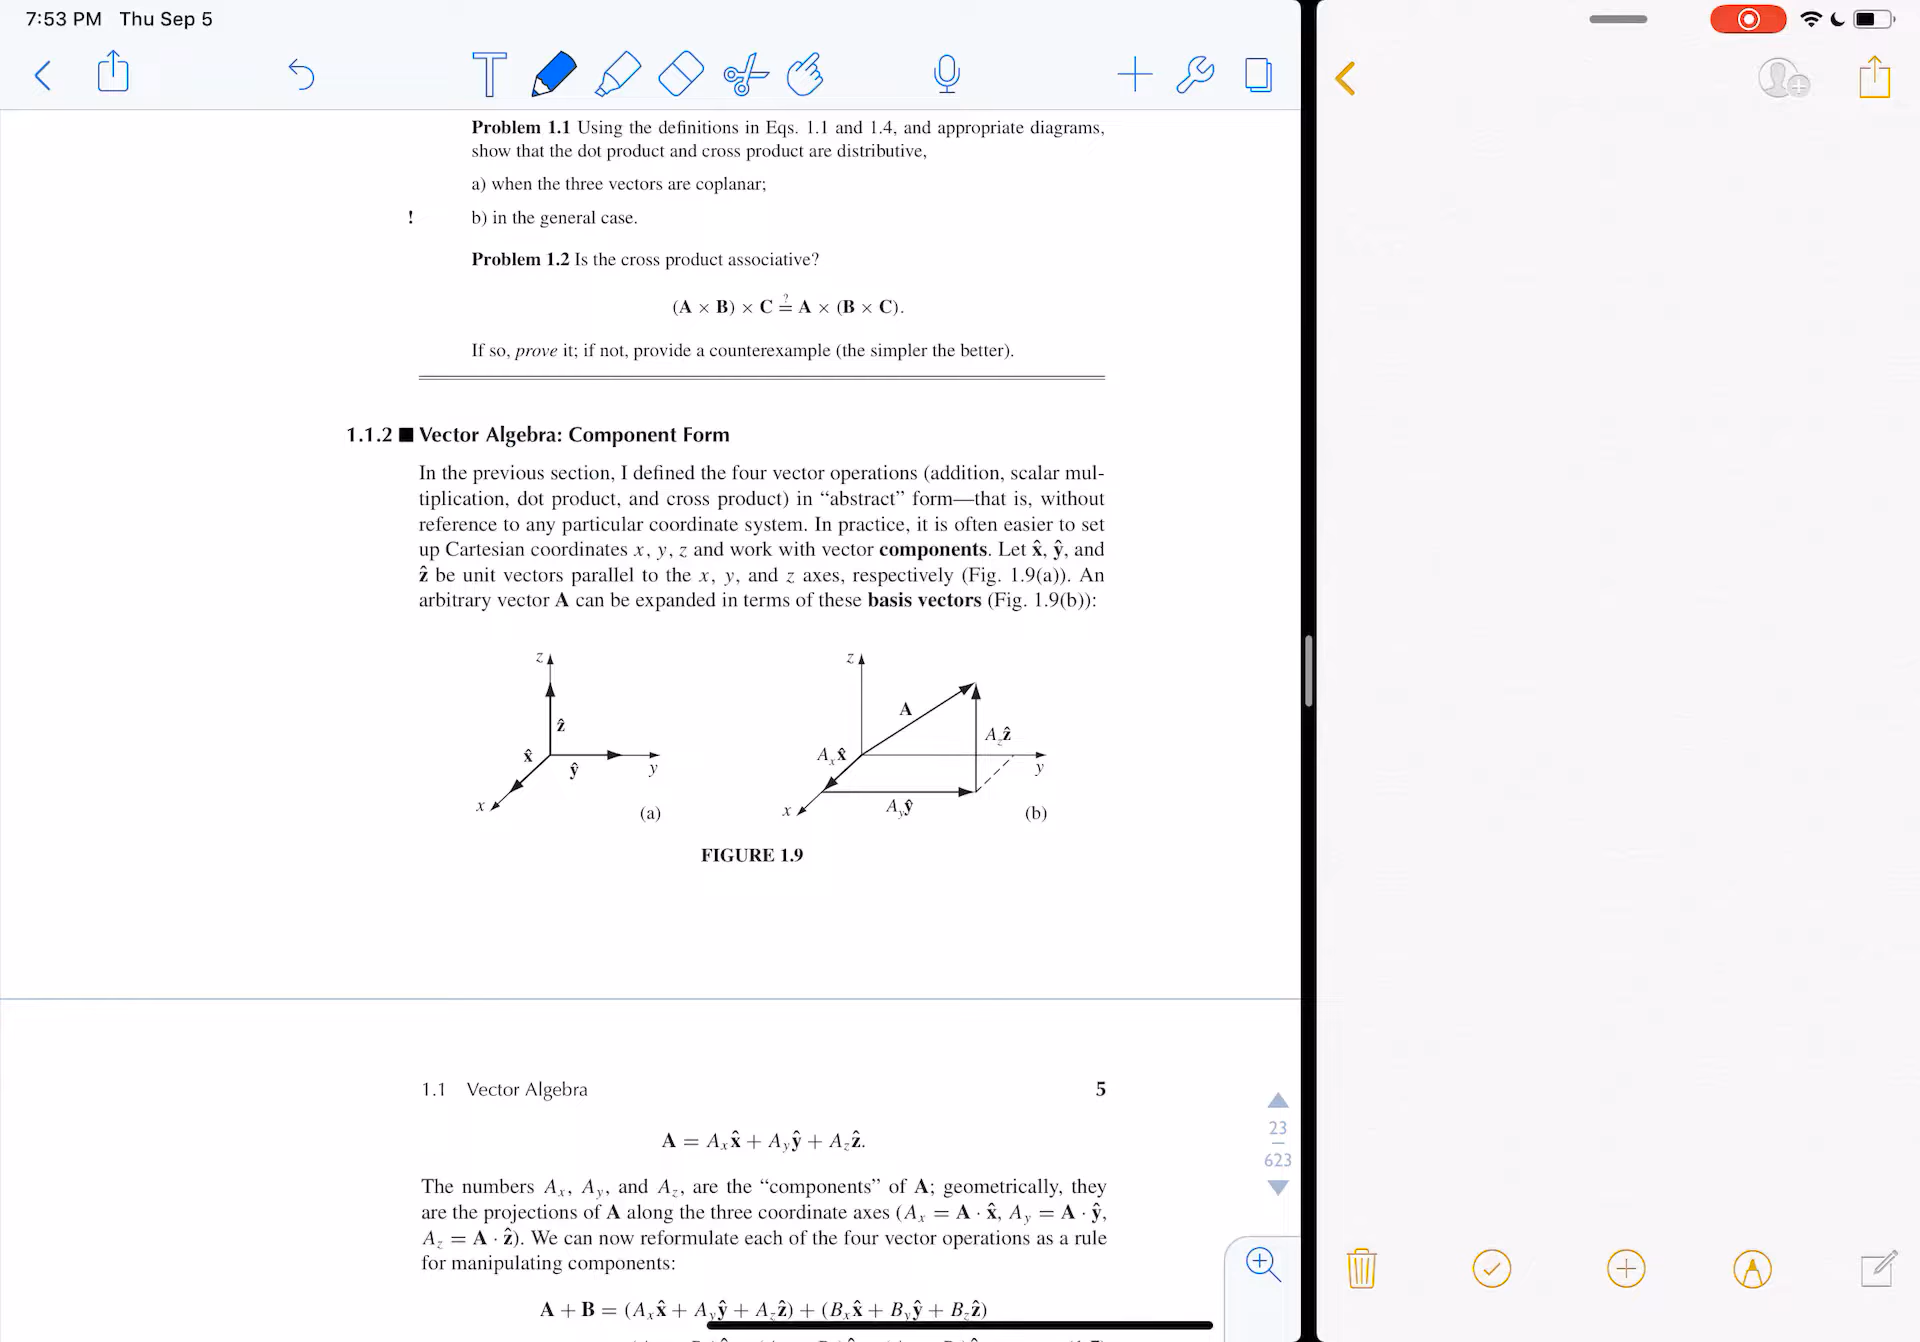 7:53 PM Thu Sep 5
Problem 1.1 Using the definitions in Eqs. 1.1 and 1.4, and appropriate diagrams,
show that the dot product and cross product are distributive,
a) when the three vectors are coplanar;
! b) in the general case.
Problem 1.2 Is the cross product associative?
(A × B) × C ≟ A × (B × C).
If so, prove it; if not, provide a counterexample (the simpler the better).
1.1.2 ■ Vector Algebra: Component Form
In the previous section, I defined the four vector operations (addition, scalar mul-
tiplication, dot product, and cross product) in “abstract” form—that is, without
reference to any particular coordinate system. In practice, it is often easier to set
up Cartesian coordinates x, y, z and work with vector components. Let x̂, ŷ, and
ẑ be unit vectors parallel to the x, y, and z axes, respectively (Fig. 1.9(a)). An
arbitrary vector A can be expanded in terms of these basis vectors (Fig. 1.9(b)):
z
ẑ
x̂
ŷ
y
x
(a)
z
A
A_z ẑ
A_x x̂
y
A_y ŷ
x
(b)
FIGURE 1.9
1.1 Vector Algebra 5
A = A_x x̂ + A_y ŷ + A_z ẑ.
The numbers A_x, A_y, and A_z, are the “components” of A; geometrically, they
are the projections of A along the three coordinate axes (A_x = A · x̂, A_y = A · ŷ,
A_z = A · ẑ). We can now reformulate each of the four vector operations as a rule
for manipulating components:
A + B = (A_x x̂ + A_y ŷ + A_z ẑ) + (B_x x̂ + B_y ŷ + B_z ẑ)
23
623